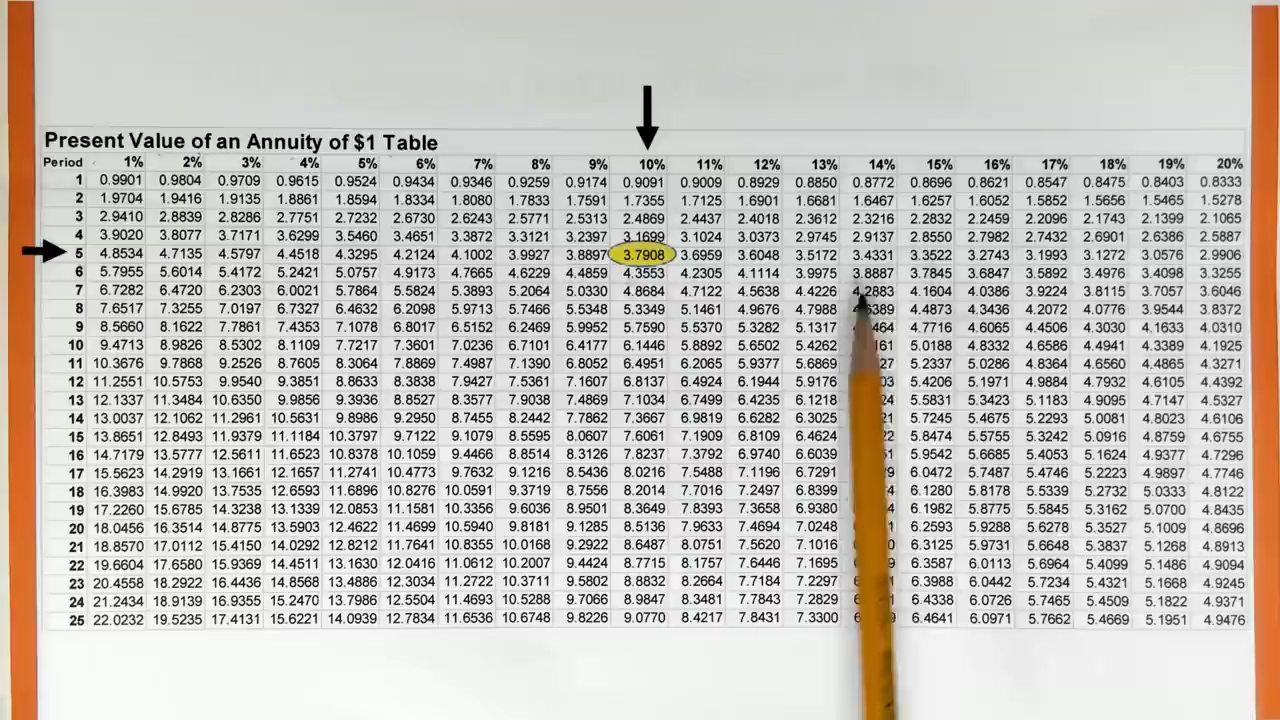 Present Value of an Annuity of $1 Table
Period 1% 2% 3% 4% 5% 6% 7% 8% 9% 10% 11% 12% 13% 14% 15% 16% 17% 18% 19% 20%
1 0.9901 0.9804 0.9709 0.9615 0.9524 0.9434 0.9346 0.9259 0.9174 0.9091 0.9009 0.8929 0.8850 0.8772 0.8696 0.8621 0.8547 0.8475 0.8403 0.8333
2 1.9704 1.9416 1.9135 1.8861 1.8594 1.8334 1.8080 1.7833 1.7591 1.7355 1.7125 1.6901 1.6681 1.6467 1.6257 1.6052 1.5852 1.5656 1.5465 1.5278
3 2.9410 2.8839 2.8286 2.7751 2.7232 2.6730 2.6243 2.5771 2.5313 2.4869 2.4437 2.4018 2.3612 2.3216 2.2832 2.2459 2.2096 2.1743 2.1399 2.1065
4 3.9020 3.8077 3.7171 3.6299 3.5460 3.4651 3.3872 3.3121 3.2397 3.1699 3.1024 3.0373 2.9745 2.9137 2.8550 2.7982 2.7432 2.6901 2.6386 2.5887
5 4.8534 4.7135 4.5797 4.4518 4.3295 4.2124 4.1002 3.9927 3.8897 3.7908 3.6959 3.6048 3.5172 3.4331 3.3522 3.2743 3.1993 3.1272 3.0576 2.9906
6 5.7955 5.6014 5.4172 5.2421 5.0757 4.9173 4.7665 4.6229 4.4859 4.3553 4.2305 4.1114 3.9975 3.8887 3.7845 3.6847 3.5892 3.4976 3.4098 3.3255
7 6.7282 6.4720 6.2303 6.0021 5.7864 5.5824 5.3893 5.2064 5.0330 4.8684 4.7122 4.5638 4.4226 4.2883 4.1604 4.0386 3.9224 3.8115 3.7057 3.6046
8 7.6517 7.3255 7.0197 6.7327 6.4632 6.2098 5.9713 5.7466 5.5348 5.3349 5.1461 4.9676 4.7988 4.4873 4.3436 4.2072 4.0776 3.9544 3.8372
9 8.5660 8.1622 7.7861 7.4353 7.1078 6.8017 6.5152 6.2469 5.9952 5.7590 5.5370 5.3282 5.1317 4.7716 4.6065 4.4506 4.3030 4.1633 4.0310
10 9.4713 8.9826 8.5302 8.1109 7.7217 7.3601 7.0236 6.7101 6.4177 6.1446 5.8892 5.6502 5.4262 5.0188 4.8332 4.6586 4.4941 4.3389 4.1925
11 10.3676 9.7868 9.2526 8.7605 8.3064 7.8869 7.4987 7.1390 6.8052 6.4951 6.2065 5.9377 5.6869 5.2337 5.0286 4.8364 4.6560 4.4865 4.3271
12 11.2551 10.5753 9.9540 9.3851 8.8633 8.3838 7.9427 7.5361 7.1607 6.8137 6.4924 6.1944 5.9176 5.4206 5.1971 4.9884 4.7932 4.6105 4.4392
13 12.1337 11.3484 10.6350 9.9856 9.3936 8.8527 8.3577 7.9038 7.4869 7.1034 6.7499 6.4235 6.1218 5.5831 5.3423 5.1183 4.9095 4.7147 4.5327
14 13.0037 12.1062 11.2961 10.5631 9.8986 9.2950 8.7455 8.2442 7.7862 7.3667 6.9819 6.6282 6.3025 5.7245 5.4675 5.2293 5.0081 4.8023 4.6106
15 13.8651 12.8493 11.9379 11.1184 10.3797 9.7122 9.1079 8.5595 8.0607 7.6061 7.1909 6.8109 6.4624 5.8474 5.5755 5.3242 5.0916 4.8759 4.6755
16 14.7179 13.5777 12.5611 11.6523 10.8378 10.1059 9.4466 8.8514 8.3126 7.8237 7.3792 6.9740 6.6039 5.9542 5.6685 5.4053 5.1624 4.9377 4.7296
17 15.5623 14.2919 13.1661 12.1657 11.2741 10.4773 9.7632 9.1216 8.5436 8.0216 7.5488 7.1196 6.7291 6.0472 5.7487 5.4746 5.2223 4.9897 4.7746
18 16.3983 14.9920 13.7535 12.6593 11.6896 10.8276 10.0591 9.3719 8.7556 8.2014 7.7016 7.2497 6.8399 6.1280 5.8178 5.5339 5.2732 5.0333 4.8122
19 17.2260 15.6785 14.3238 13.1339 12.0853 11.1581 10.3356 9.6036 8.9501 8.3649 7.8393 7.3658 6.9380 6.1982 5.8775 5.5845 5.3162 5.0700 4.8435
20 18.0456 16.3514 14.8775 13.5903 12.4622 11.4699 10.5940 9.8181 9.1285 8.5136 7.9633 7.4694 7.0248 6.2593 5.9288 5.6278 5.3527 5.1009 4.8696
21 18.8570 17.0112 15.4150 14.0292 12.8212 11.7641 10.8355 10.0168 9.2922 8.6487 8.0751 7.5620 7.1016 6.3125 5.9731 5.6648 5.3837 5.1268 4.8913
22 19.6604 17.6580 15.9369 14.4511 13.1630 12.0416 11.0612 10.2007 9.4424 8.7715 8.1757 7.6446 7.1695 6.3587 6.0113 5.6964 5.4099 5.1486 4.9094
23 20.4558 18.2922 16.4436 14.8568 13.4886 12.3034 11.2722 10.3711 9.5802 8.8832 8.2664 7.7184 7.2297 6.3988 6.0442 5.7234 5.4321 5.1668 4.9245
24 21.2434 18.9139 16.9355 15.2470 13.7986 12.5504 11.4693 10.5288 9.7066 8.9847 8.3481 7.7843 7.2829 6.4338 6.0726 5.7465 5.4509 5.1822 4.9371
25 22.0232 19.5235 17.4131 15.6221 14.0939 12.7834 11.6536 10.6748 9.8226 9.0770 8.4217 7.8431 7.3300 6.4641 6.0971 5.7662 5.4669 5.1951 4.9476